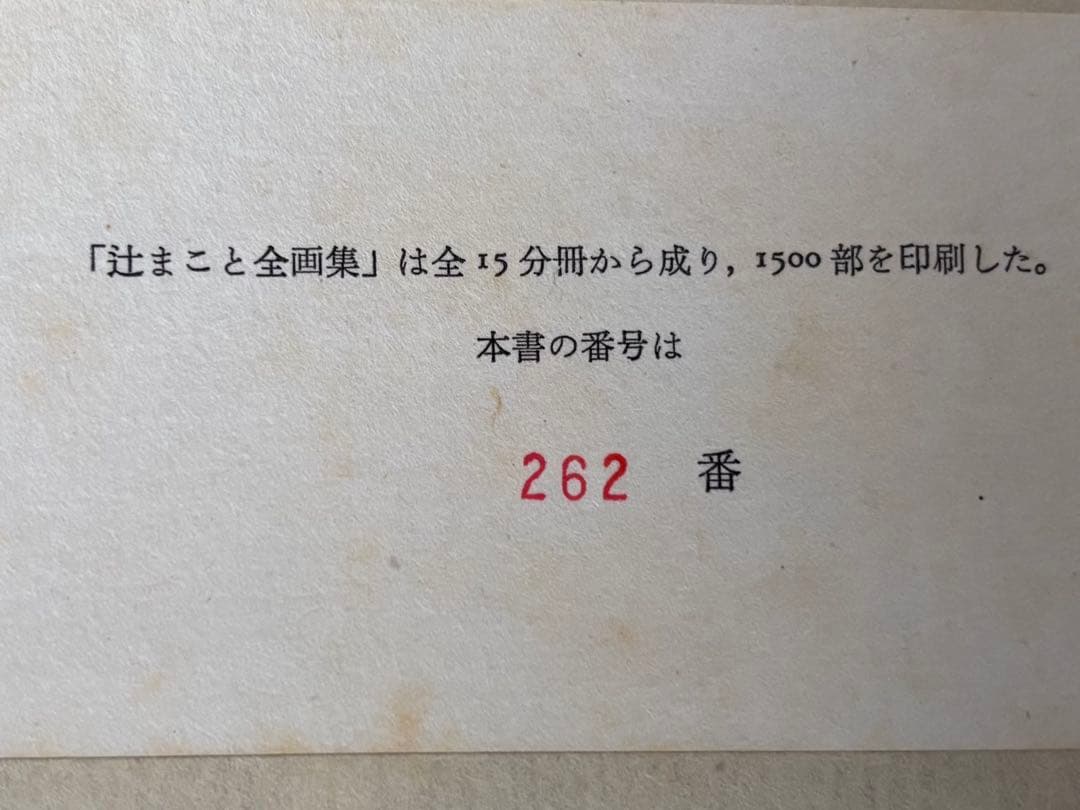 「辻まこと全画集」は全15分冊から成り, 1500部を印刷した。
本書の番号は
262 番